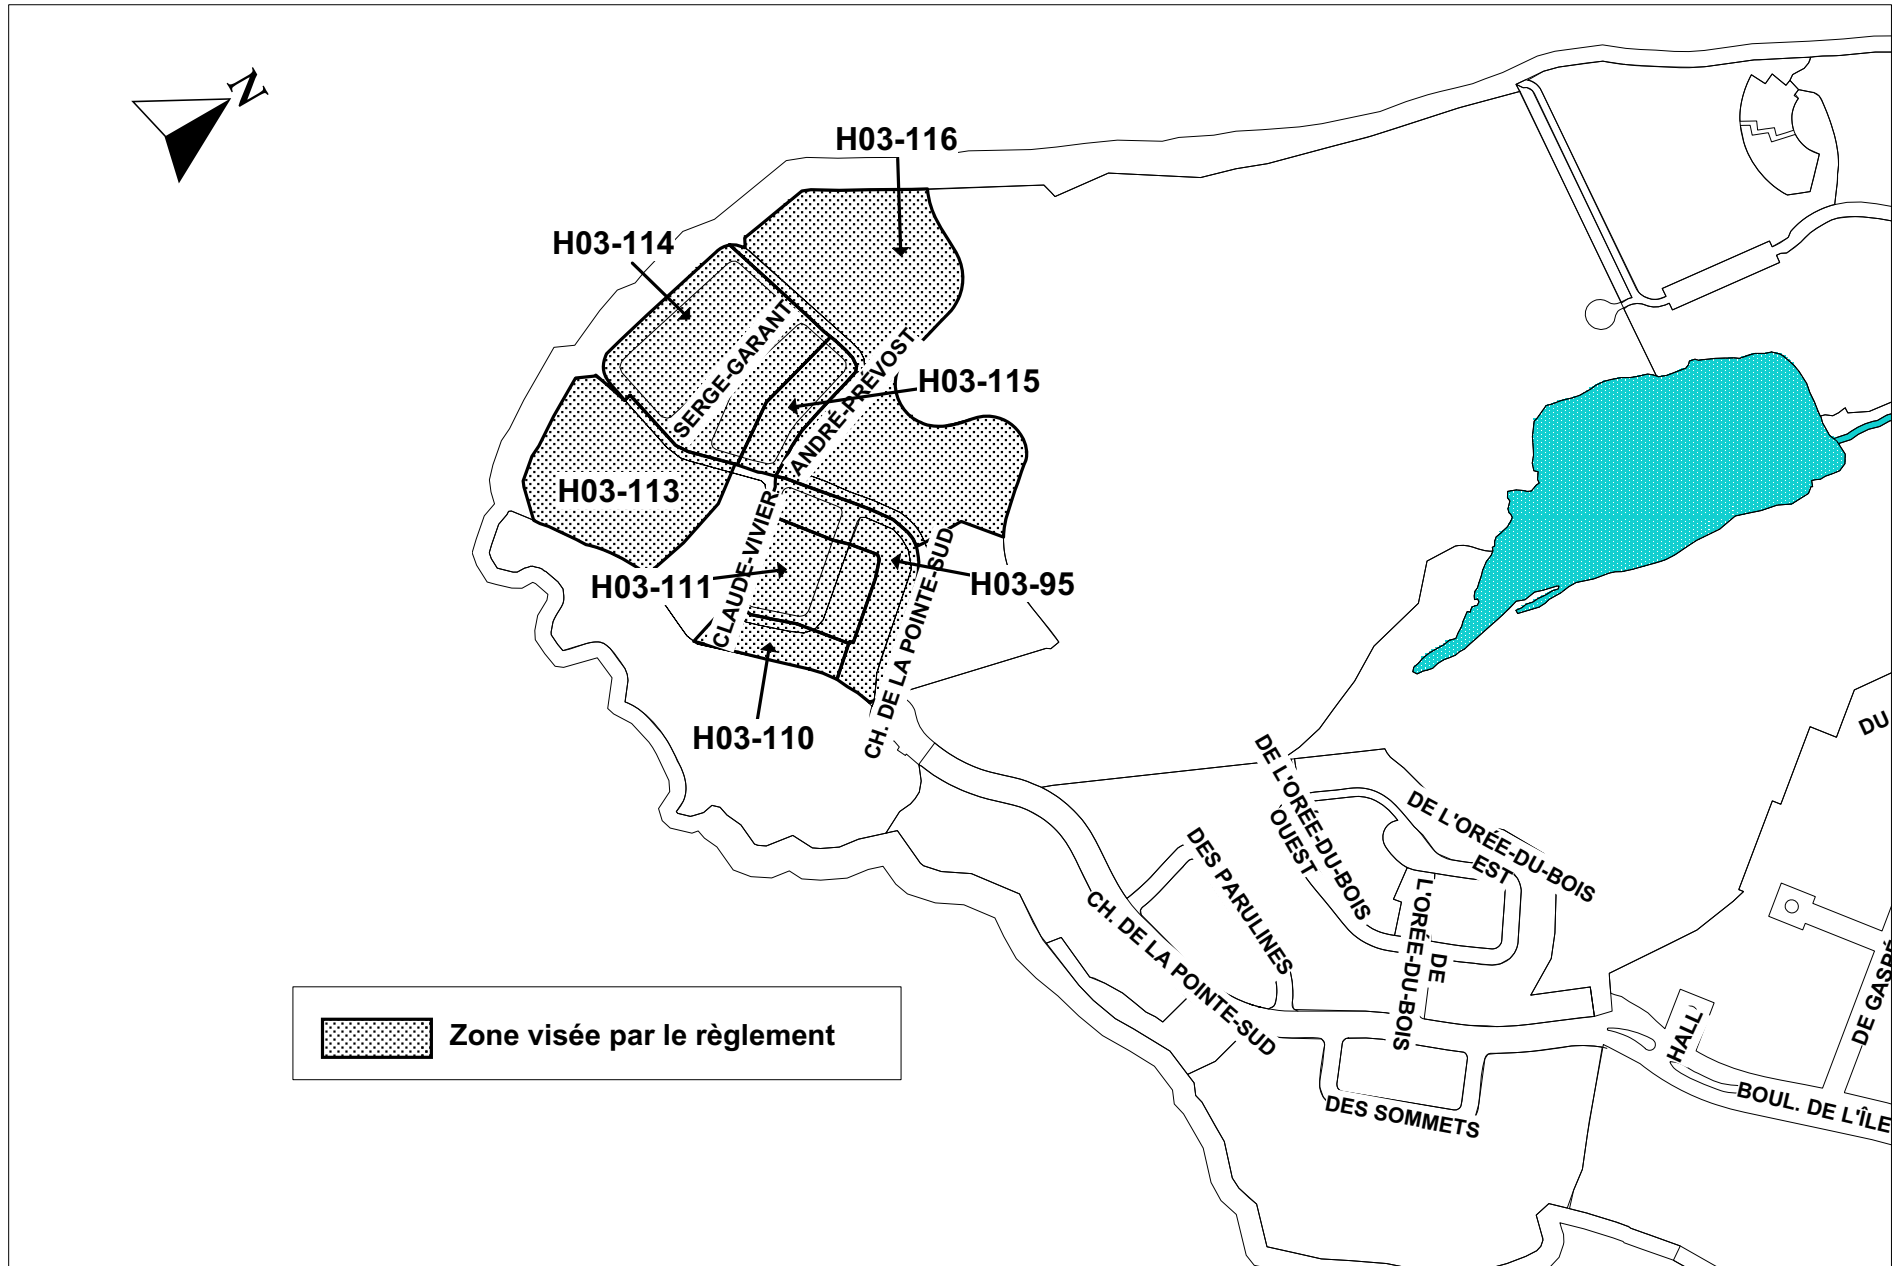 N
H03-116
H03-114
SERGE-GARANT
ANDRÉ-PRÉVOST
H03-115
H03-113
CLAUDE-VIVIER
H03-111
H03-95
CH. DE LA POINTE-SUD
H03-110
DU
DE L'ORÉE-DU-BOIS
OUEST
DE L'ORÉE-DU-BOIS
EST
DES PARULINES
CH. DE LA POINTE-SUD
DE
L'ORÉE-DU-BOIS
DE GASPÉ
HALL
DES SOMMETS
BOUL. DE L'ÎLE
Zone visée par le règlement